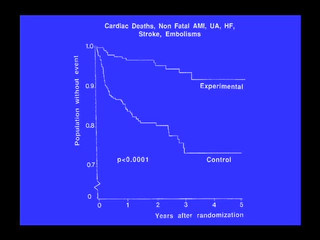 Cardiac Deaths, Non Fatal AMI, UA, HF,
Stroke, Embolisms
Population without event
1.0
0.9
0.8
0.7
0
Experimental
Control
p<0.0001
0 1 2 3 4 5
Years after randomization